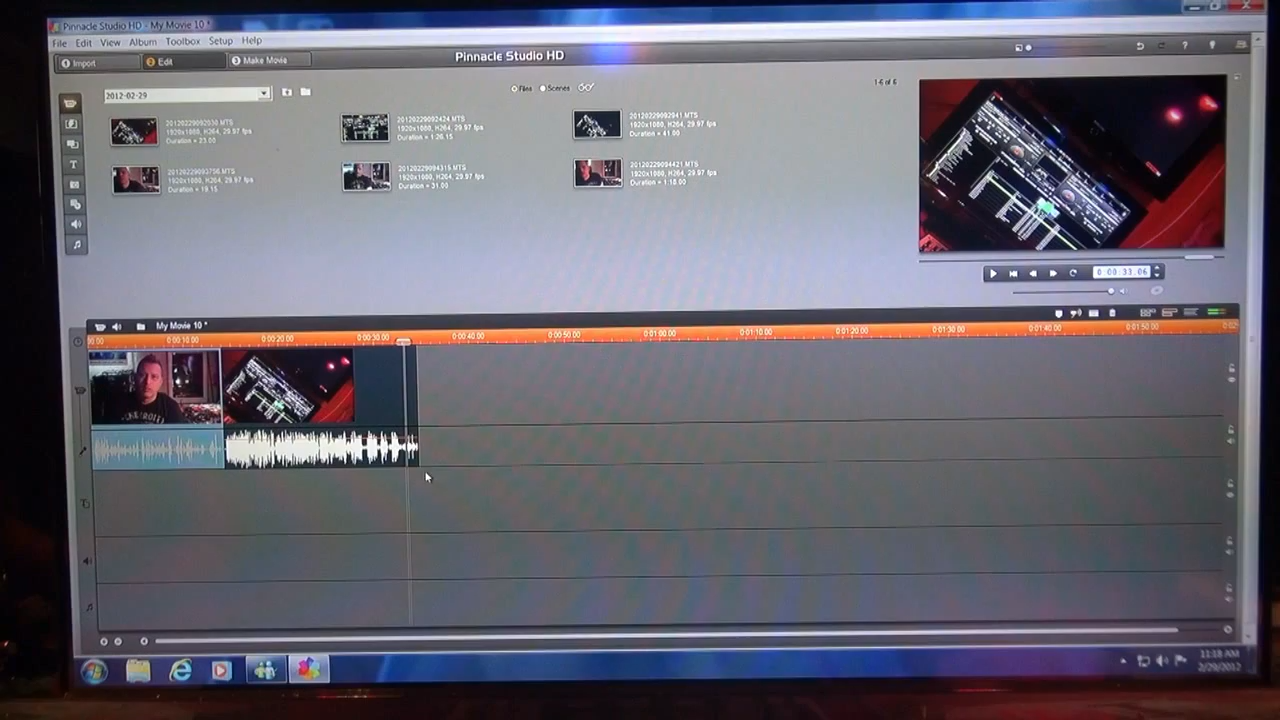 Pinnacle Studio HD - My Movie 10 *
File Edit View Album Toolbox Setup Help
1 Import
2 Edit
3 Make Movie
Pinnacle Studio HD
2012-02-29
Files Scenes
1-6 of 6
1920x1080, H264, 29.97 fps
Duration = 23.00
20120229092424.MTS
1920x1080, H264, 29.97 fps
Duration = 1:26.15
20120229092941.MTS
1920x1080, H264, 29.97 fps
Duration = 41.00
20120229093756.MTS
1920x1080, H264, 29.97 fps
Duration = 19.15
20120229094315.MTS
1920x1080, H264, 29.97 fps
Duration = 31.00
20120229094421.MTS
1920x1080, H264, 29.97 fps
Duration = 1:18.00
0:00:33.06
My Movie 10 *
0:00:10.00 0:00:20.00 0:00:30.00 0:00:40.00 0:00:50.00 0:01:00.00 0:01:10.00 0:01:20.00 0:01:30.00 0:01:40.00 0:01:50.00
11:18 AM
2/29/2012